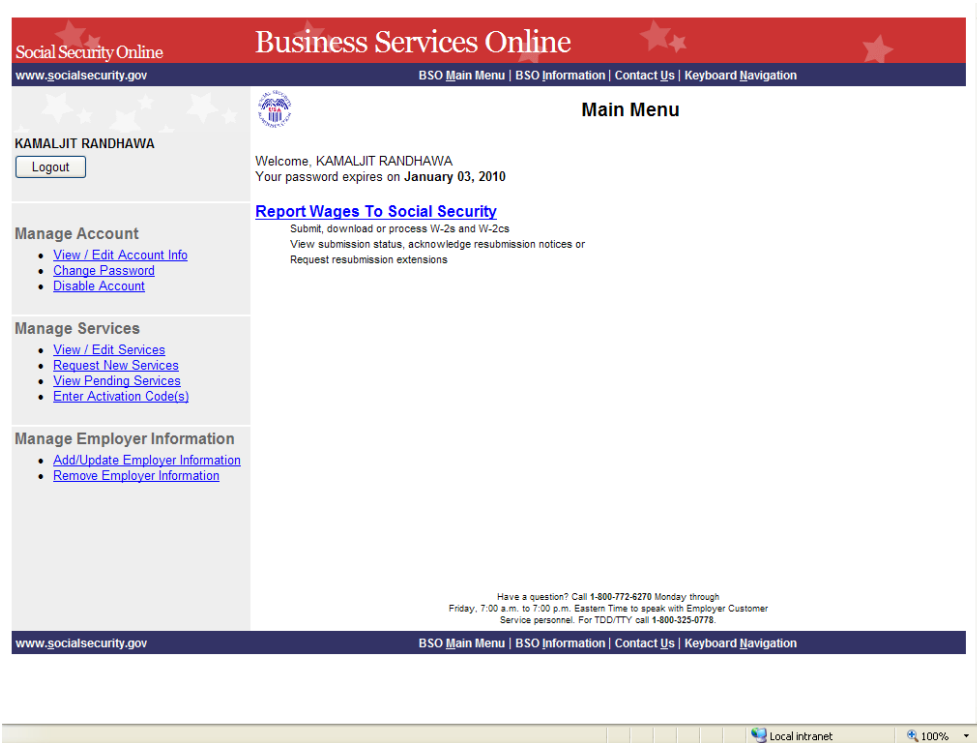 Social Security Online
Business Services Online
www.socialsecurity.gov
BSO Main Menu | BSO Information | Contact Us | Keyboard Navigation
Main Menu
KAMALJIT RANDHAWA
Logout
Welcome, KAMALJIT RANDHAWA
Your password expires on January 03, 2010
Report Wages To Social Security
Submit, download or process W-2s and W-2cs
View submission status, acknowledge resubmission notices or
Request resubmission extensions
Manage Account
View / Edit Account Info
Change Password
Disable Account
Manage Services
View / Edit Services
Request New Services
View Pending Services
Enter Activation Code(s)
Manage Employer Information
Add/Update Employer Information
Remove Employer Information
Have a question? Call 1-800-772-6270 Monday through
Friday, 7:00 a.m. to 7:00 p.m. Eastern Time to speak with Employer Customer
Service personnel. For TDD/TTY call 1-800-325-0778.
www.socialsecurity.gov
BSO Main Menu | BSO Information | Contact Us | Keyboard Navigation
Local intranet
100%